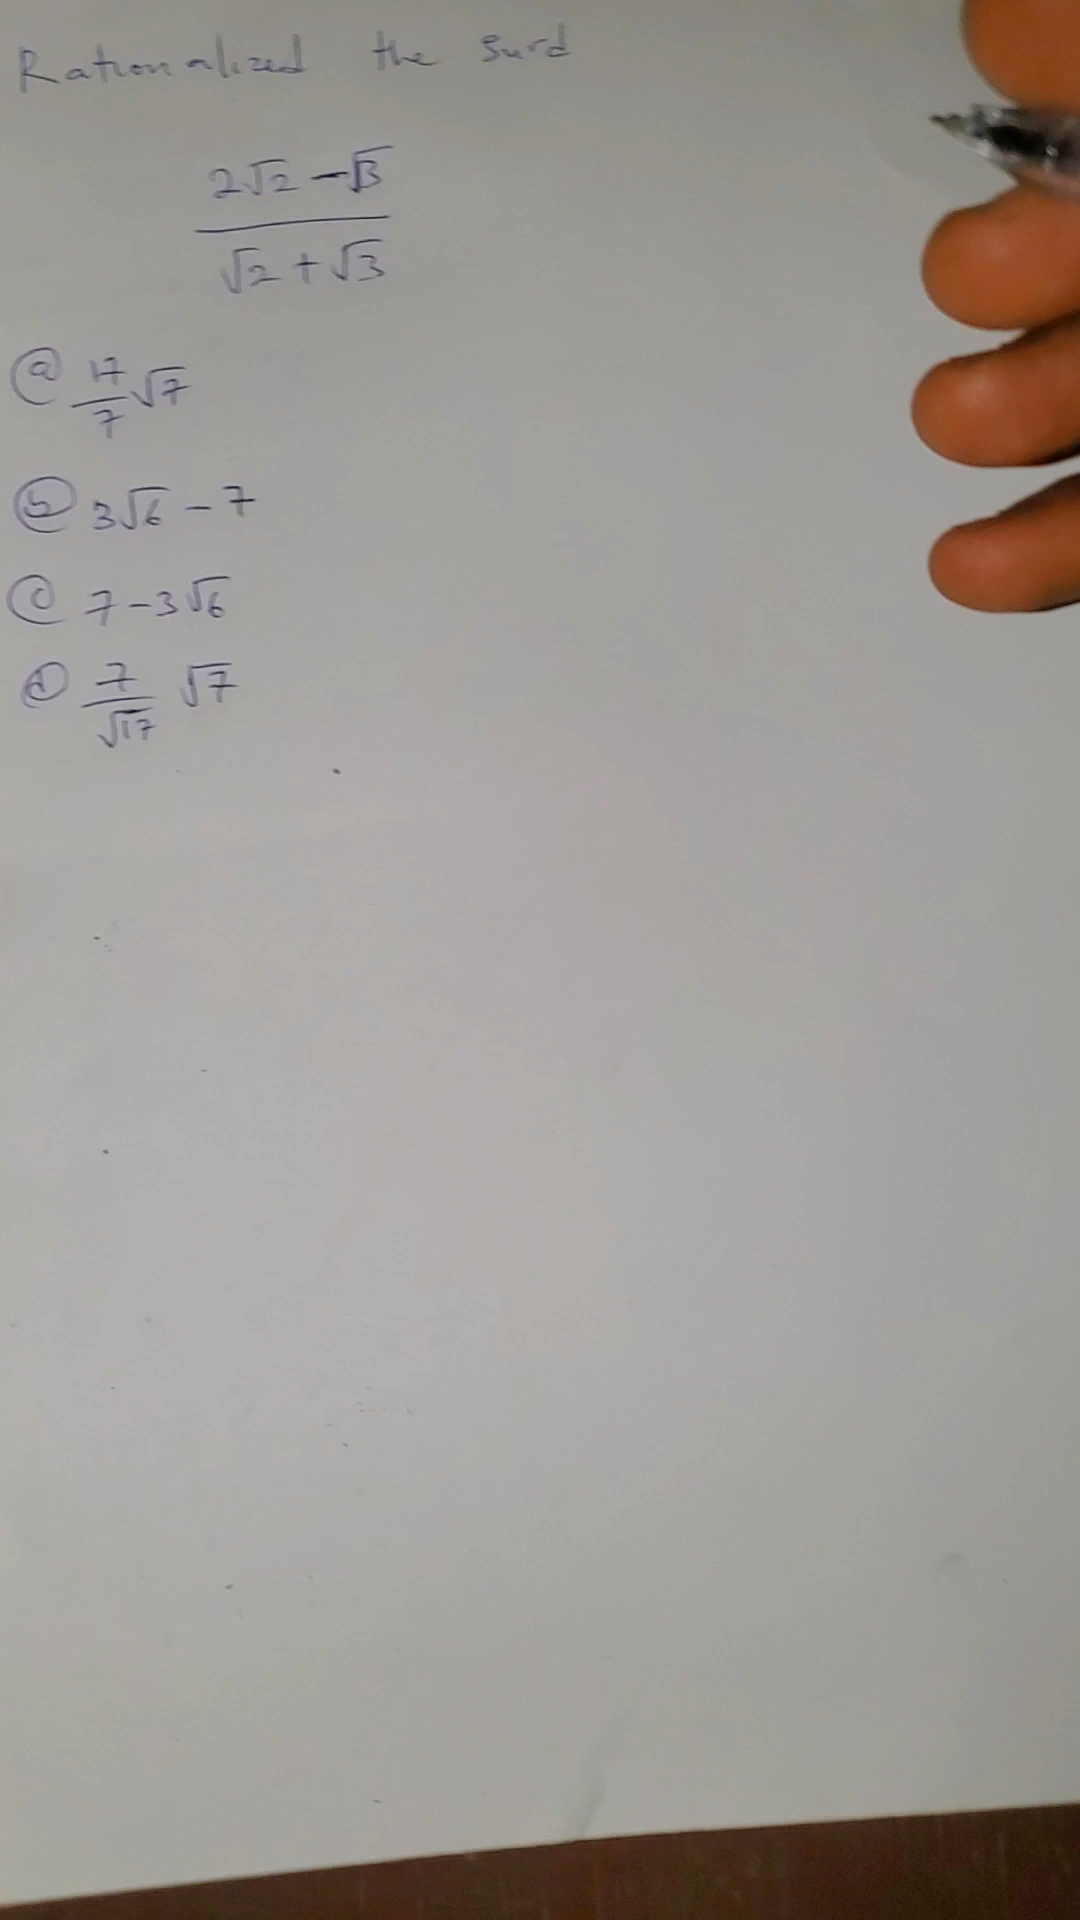 Rationalized the surd
2√2 - √3
√2 + √3
(a) 17/7 √7
(b) 3√6 - 7
(c) 7 - 3√6
(d) 7/√17 √7